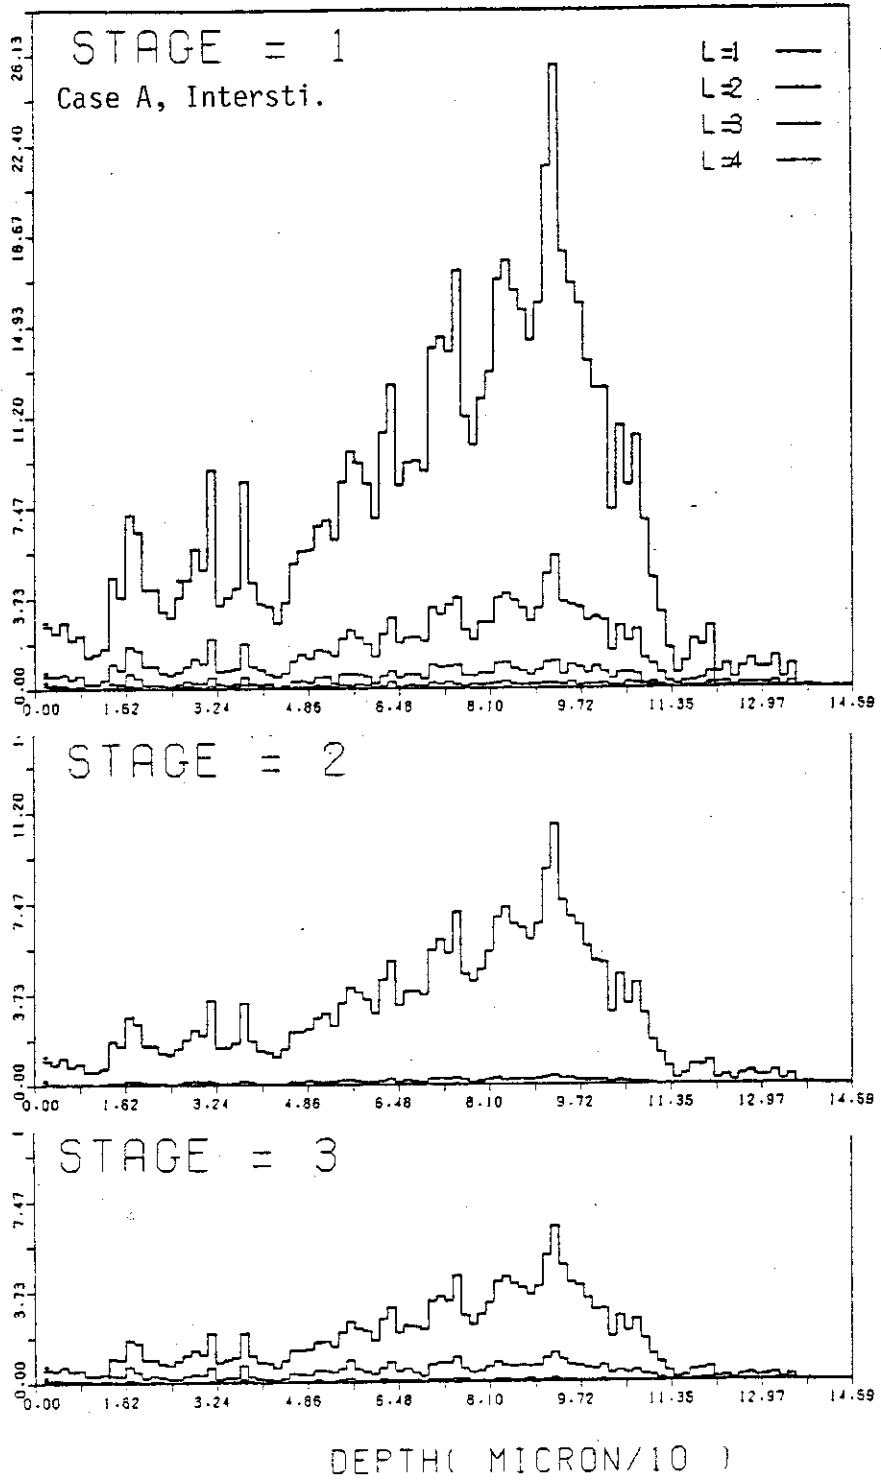 STAGE = 1
Case A, Intersti.
L=1
L=2
L=3
L=4
26.13
22.40
18.67
14.93
11.20
7.47
3.73
0.00
0.00 1.62 3.24 4.86 6.48 8.10 9.72 11.35 12.97 14.59
STAGE = 2
11.20
7.47
3.73
0.00
0.00 1.62 3.24 4.86 6.48 8.10 9.72 11.35 12.97 14.59
STAGE = 3
7.47
3.73
0.00
0.00 1.62 3.24 4.86 6.48 8.10 9.72 11.35 12.97 14.59
DEPTH( MICRON/10 )